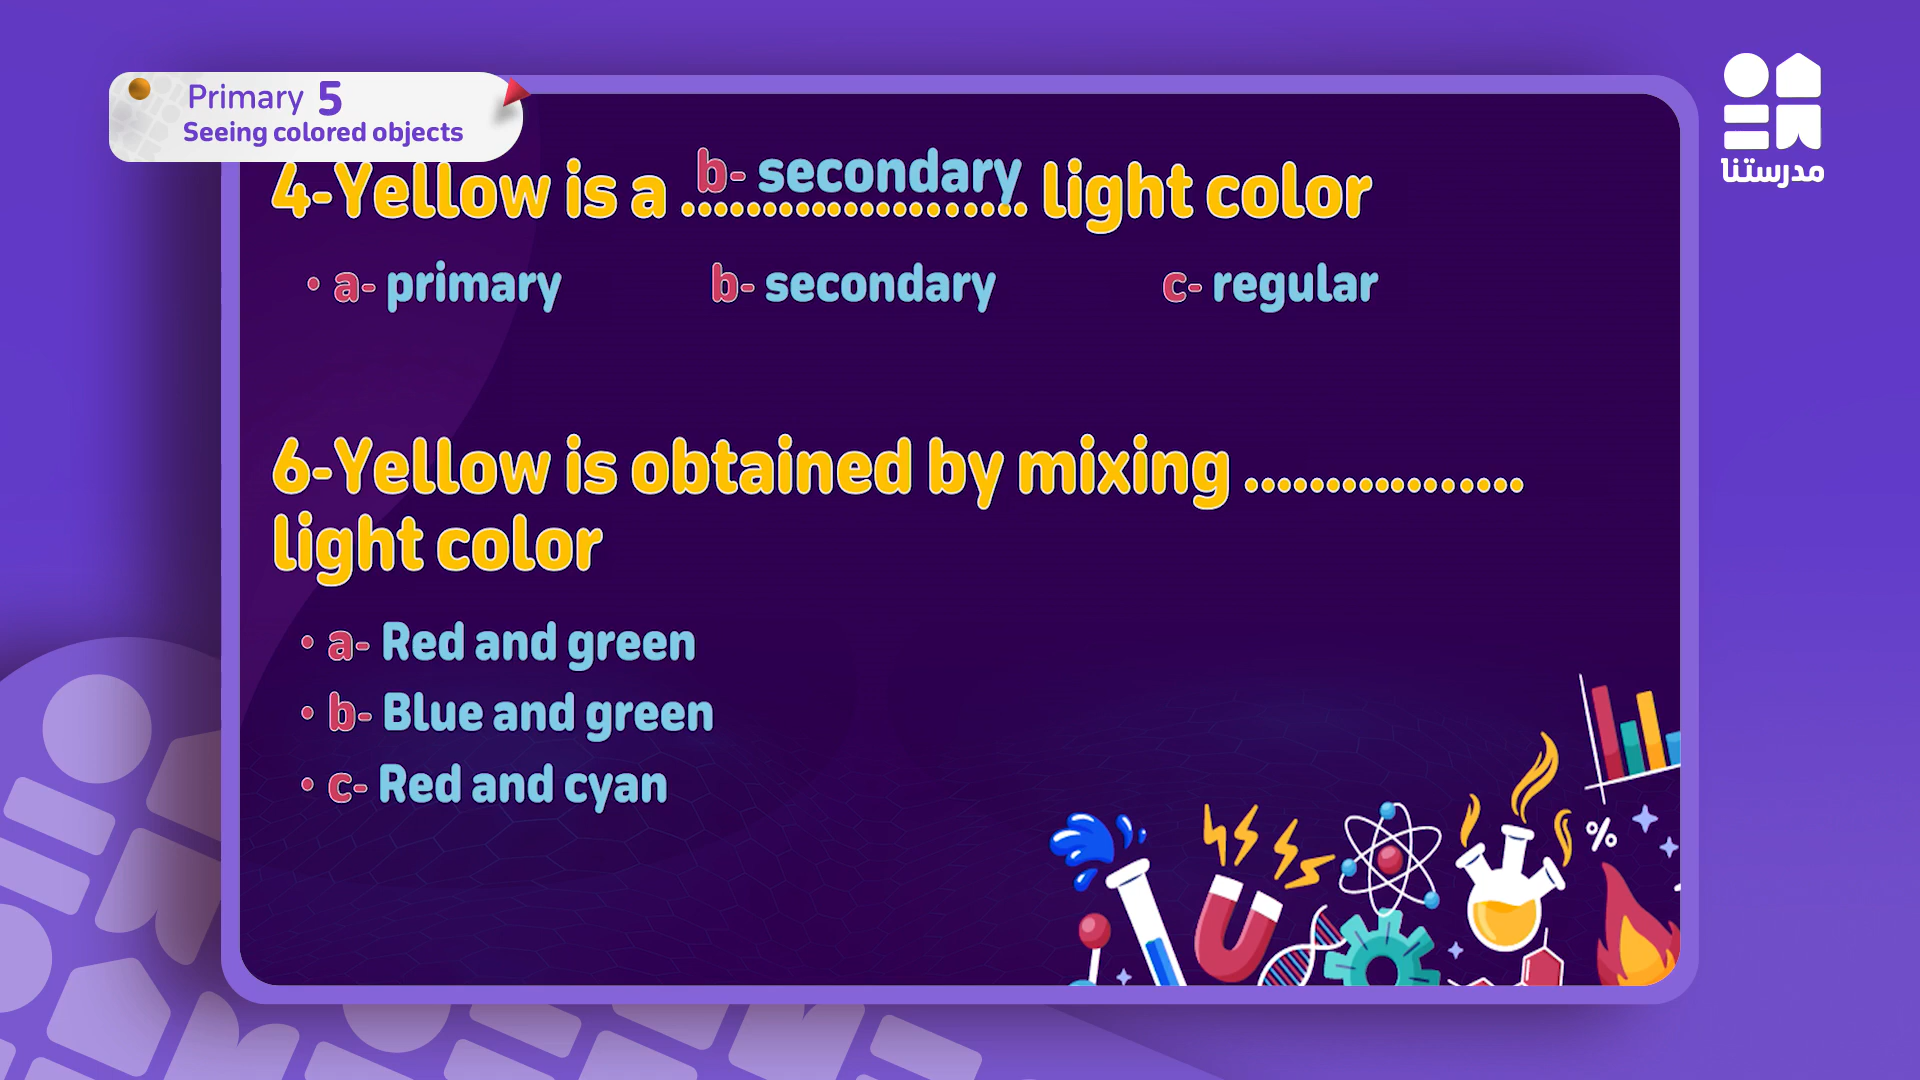 Primary 5
Seeing colored objects
مدرستنا
4-Yellow is a b- secondary light color
• a- primary b- secondary c- regular
6-Yellow is obtained by mixing ................
light color
• a- Red and green
• b- Blue and green
• c- Red and cyan
%